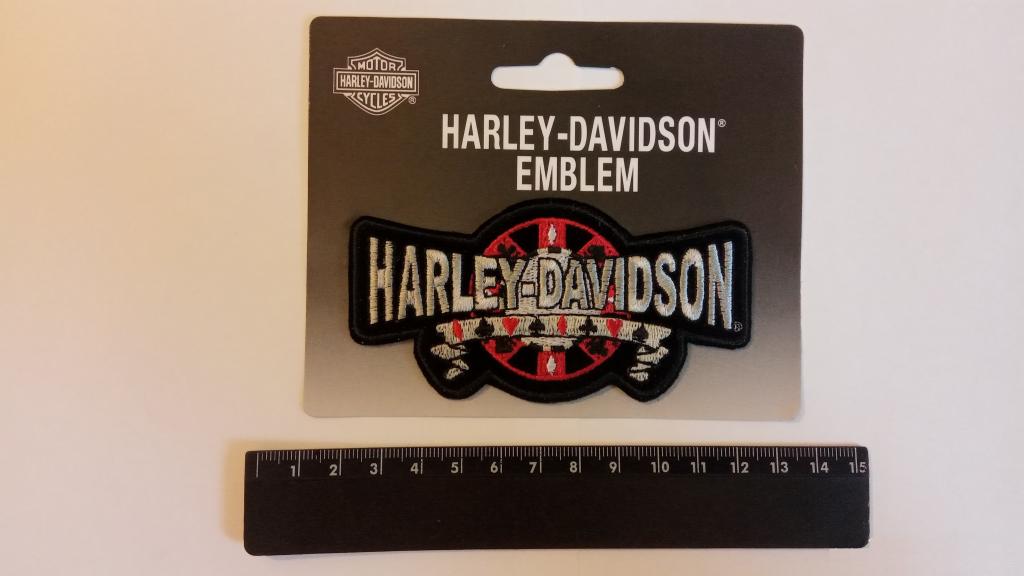 MOTOR
HARLEY-DAVIDSON
CYCLES®
HARLEY-DAVIDSON®
EMBLEM
HARLEY-DAVIDSON®
1 2 3 4 5 6 7 8 9 10 11 12 13 14 15